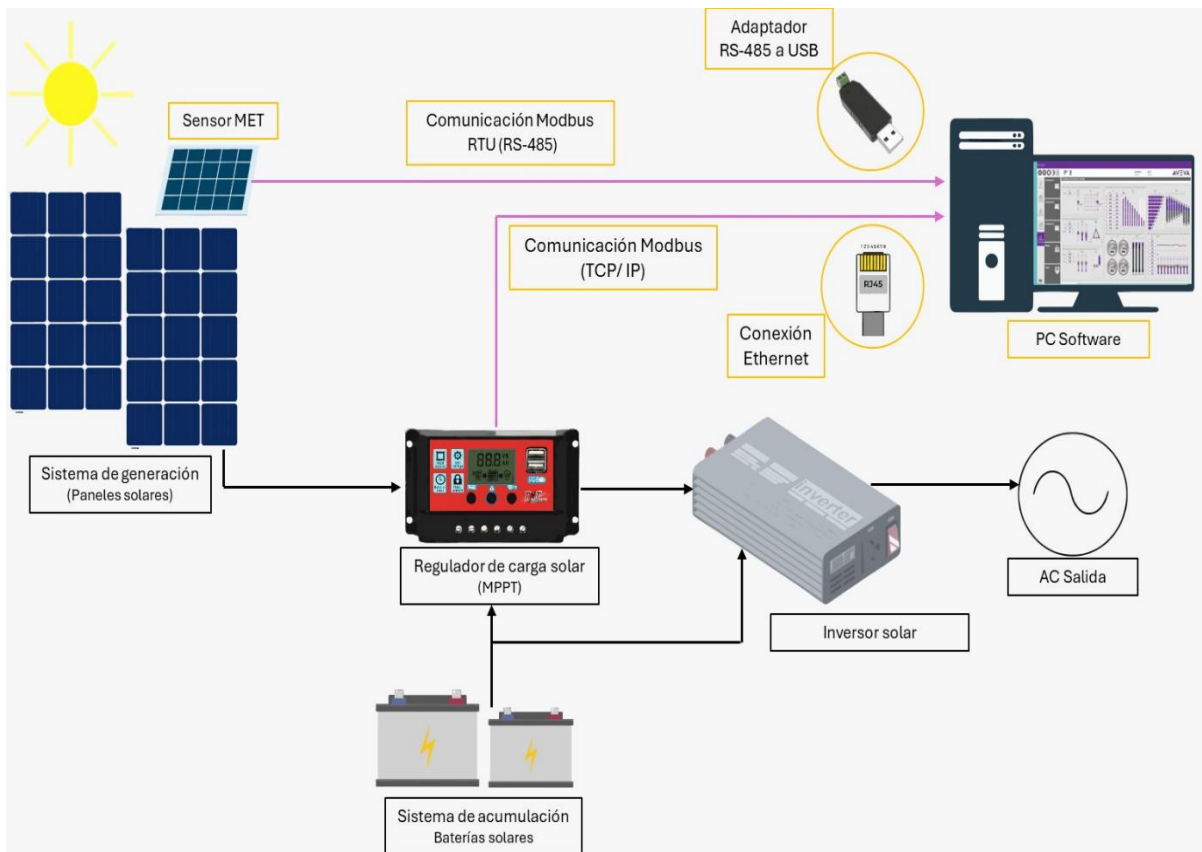 Adaptador
RS-485 a USB
Sensor MET
Comunicación Modbus
RTU (RS-485)
AVEVA
Comunicación Modbus
(TCP/ IP)
12345678
RJ45
Conexión
Ethernet
PC Software
Sistema de generación
(Paneles solares)
inverter
Regulador de carga solar
(MPPT)
AC Salida
Inversor solar
Sistema de acumulación
Baterías solares